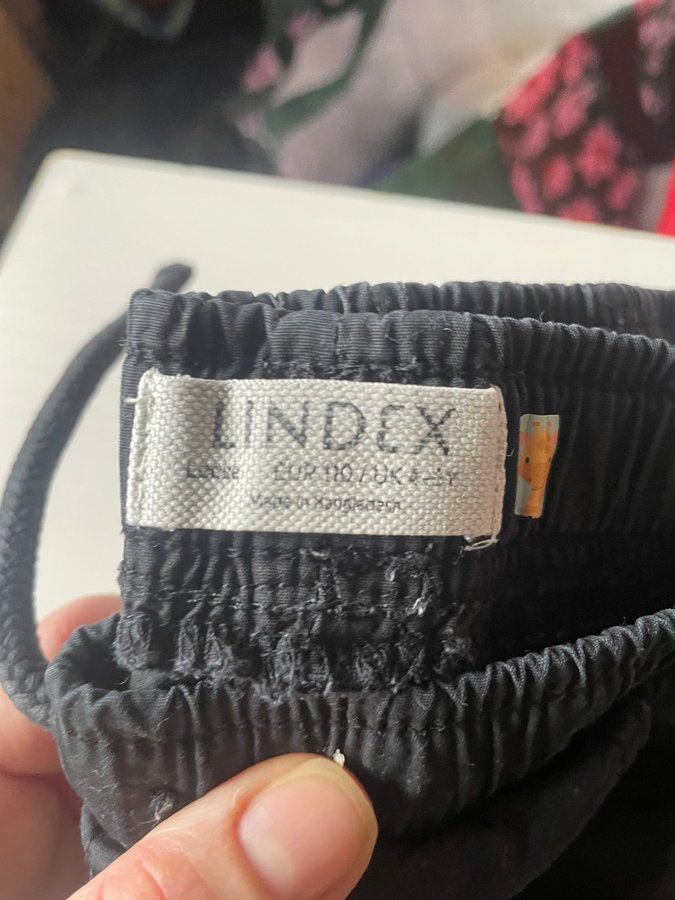 LINDEX
Loose EUR 110 / UK 4-5Y
Made in Bangladesh